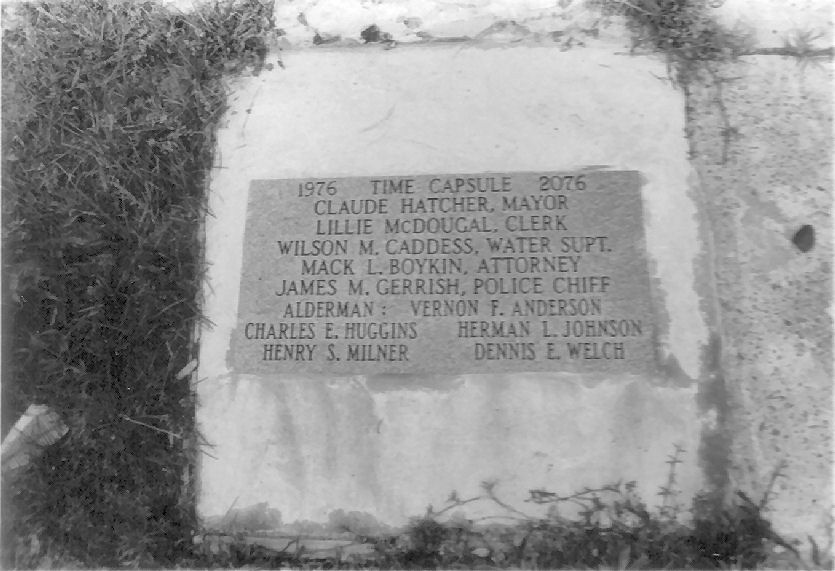 1976 TIME CAPSULE 2076
CLAUDE HATCHER, MAYOR
LILLIE McDOUGAL, CLERK
WILSON M. CADDESS, WATER SUPT.
MACK L. BOYKIN, ATTORNEY
JAMES M. GERRISH, POLICE CHIFF
ALDERMAN: VERNON F. ANDERSON
CHARLES E. HUGGINS HERMAN L. JOHNSON
HENRY S. MILNER DENNIS E. WELCH